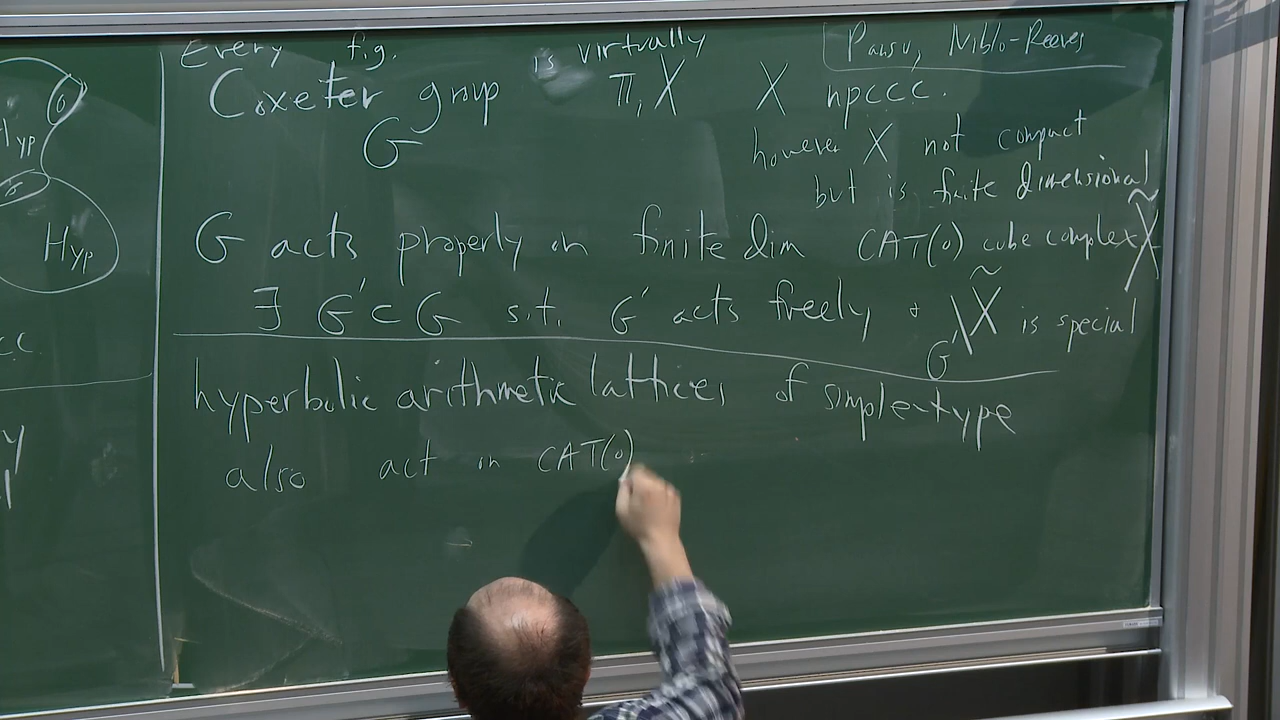 Hyp
Hyp
c.c.
y
Every f.g. is virtually
Coxeter group π₁X X npccc.
G
Pansu, Niblo-Reeves
however X not compact
but is finite dimensional
G acts properly on finite dim CAT(0) cube complex X̃
∃ G' ⊂ G s.t. G' acts freely + G'\X̃ is special
hyperbolic arithmetic lattices of simple type
also act on CAT(0)